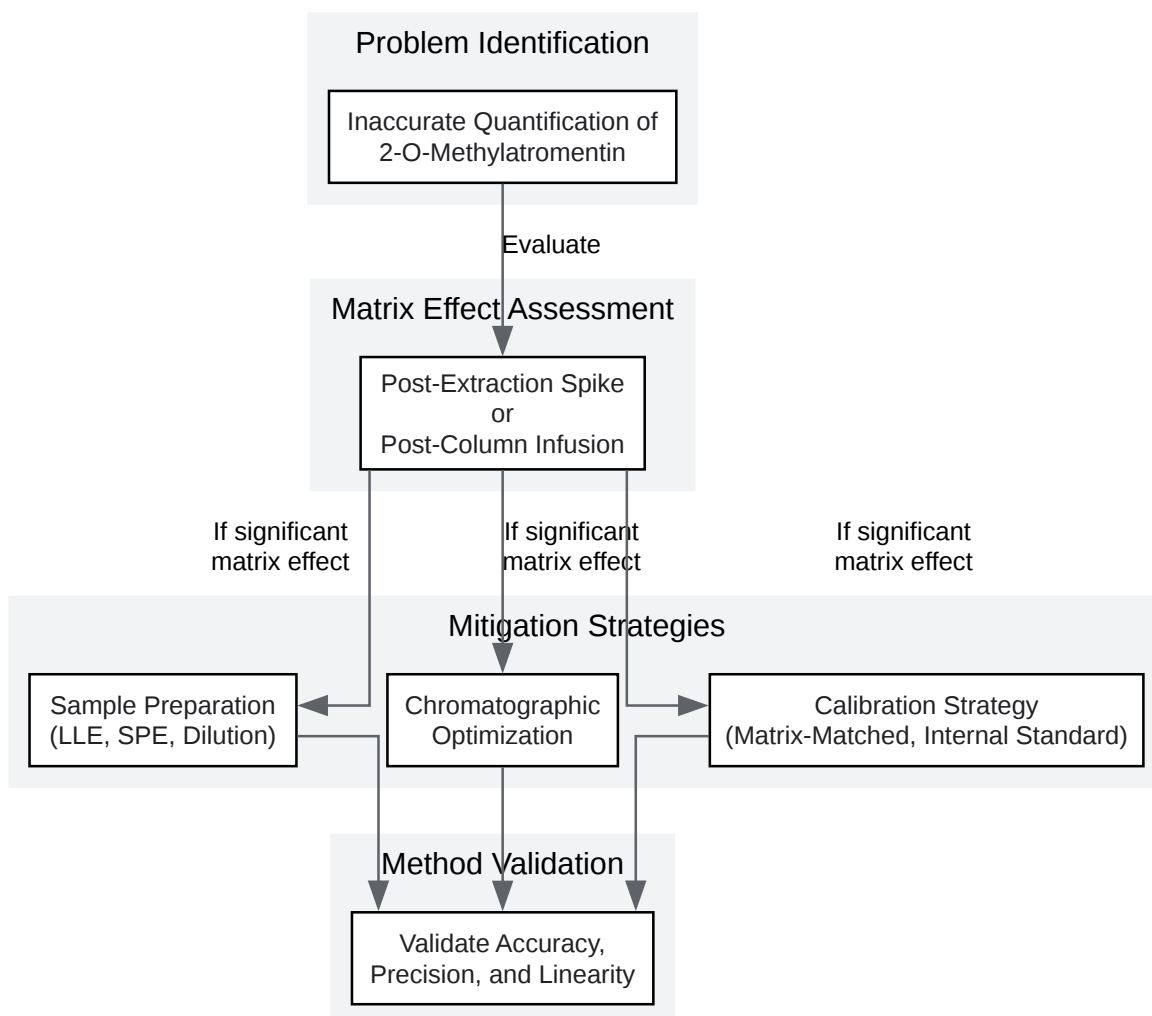 Problem Identification
Inaccurate Quantification of
2-O-Methylatromentin
Evaluate
Matrix Effect Assessment
Post-Extraction Spike
or
Post-Column Infusion
If significant
matrix effect
If significant
matrix effect
If significant
matrix effect
Mitigation Strategies
Sample Preparation
(LLE, SPE, Dilution)
Chromatographic
Optimization
Calibration Strategy
(Matrix-Matched, Internal Standard)
Method Validation
Validate Accuracy,
Precision, and Linearity